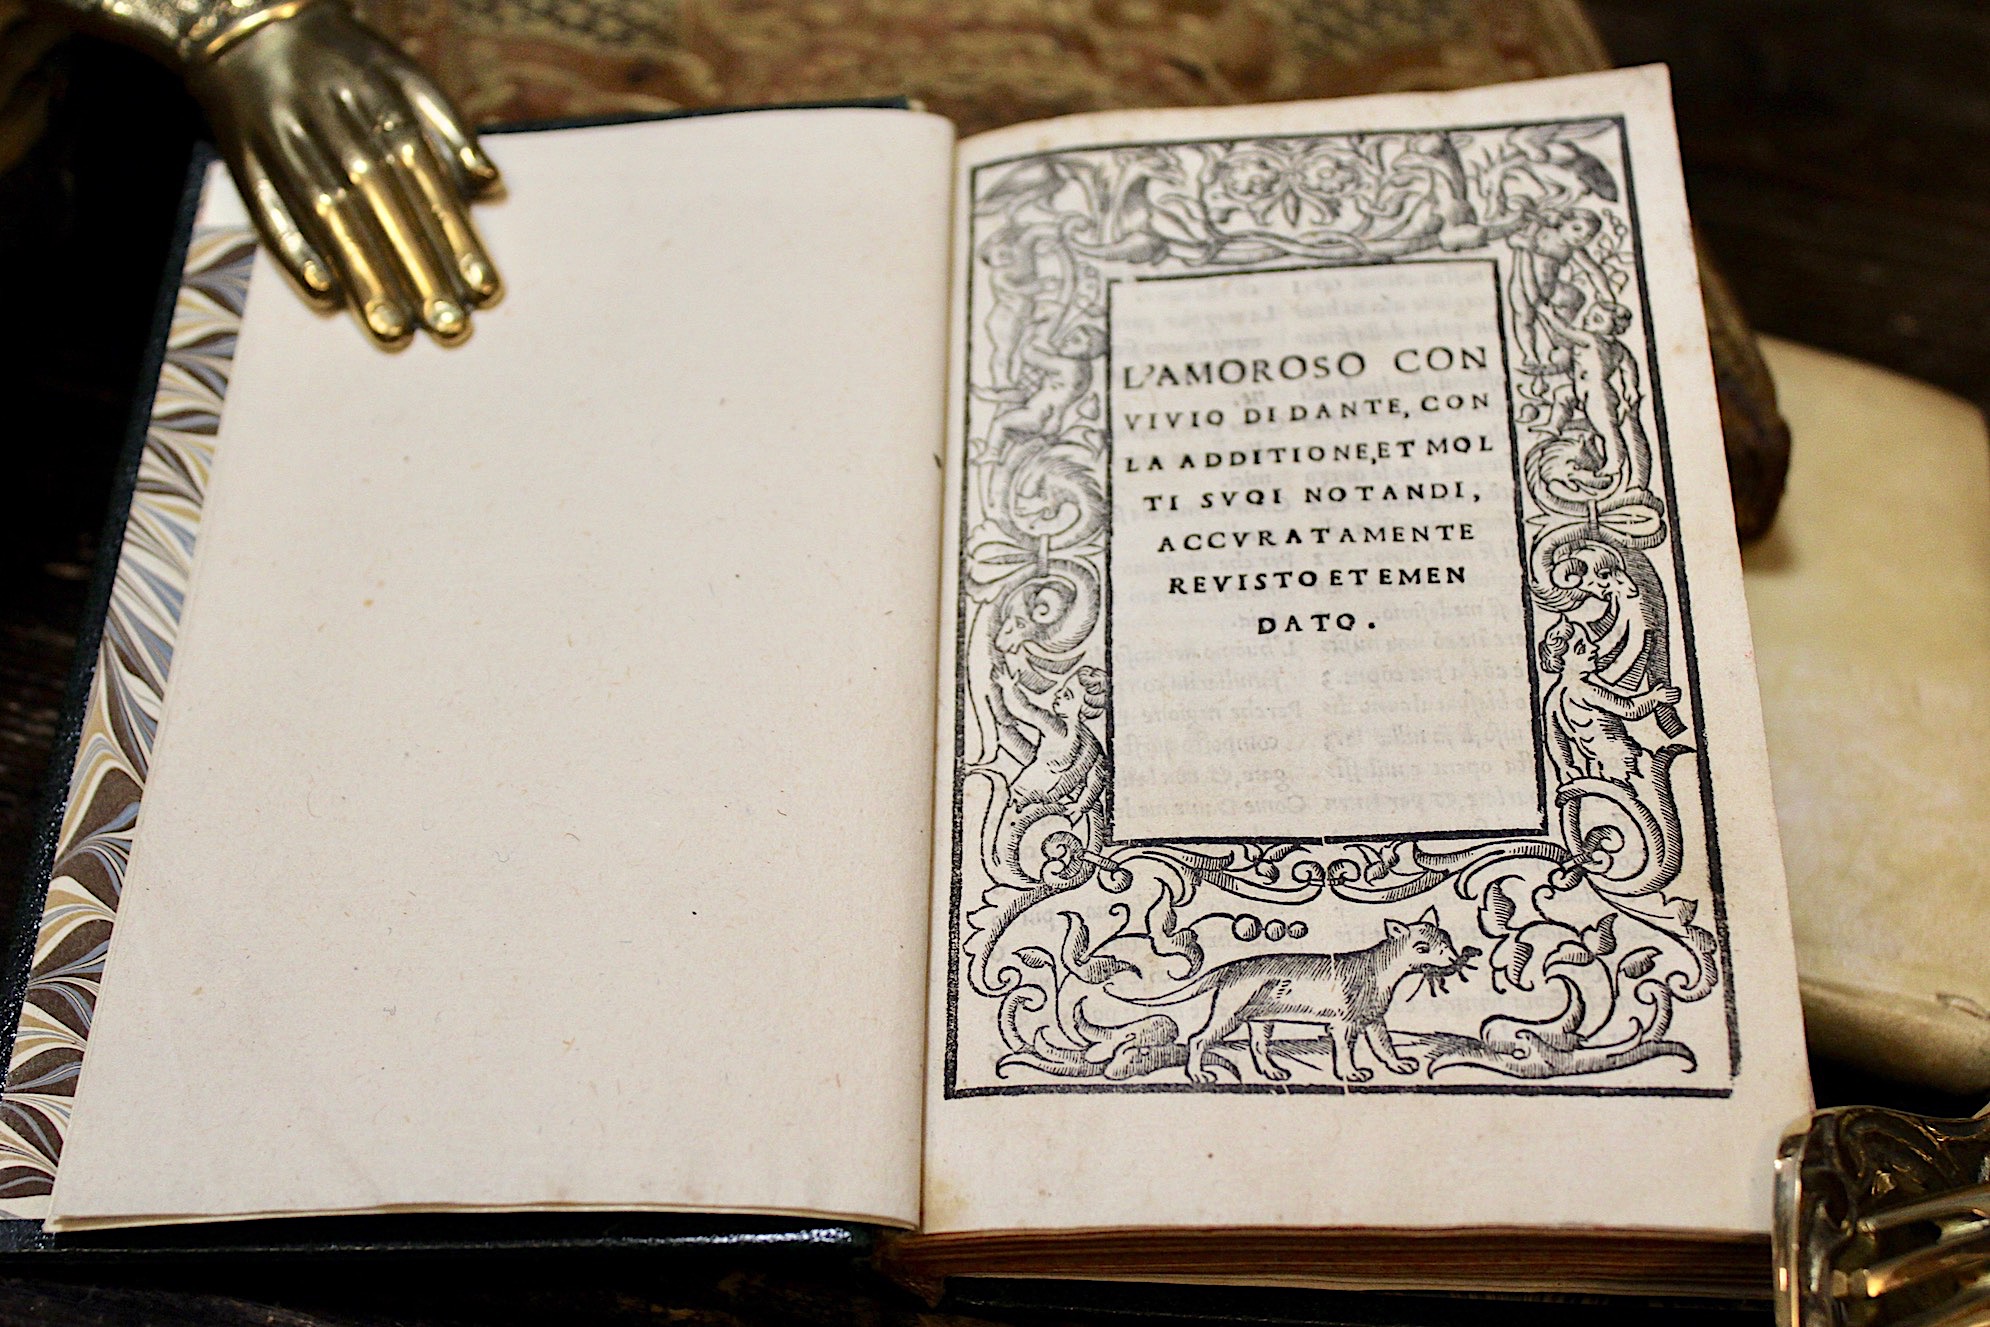 L'AMOROSO CON
VIVIO DI DANTE, CON
LA ADDITIONE, ET MOL
TI SVOI NOTANDI,
ACCVRATAMENTE
REVISTO ET EMEN
DATO.